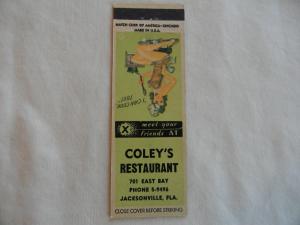 MATCH CORP. OF AMERICA-CHICAGO
MADE IN U.S.A.
meet your
friends AT
COLEY'S
RESTAURANT
701 EAST BAY
PHONE 5-9496
JACKSONVILLE, FLA.
CLOSE COVER BEFORE STRIKING